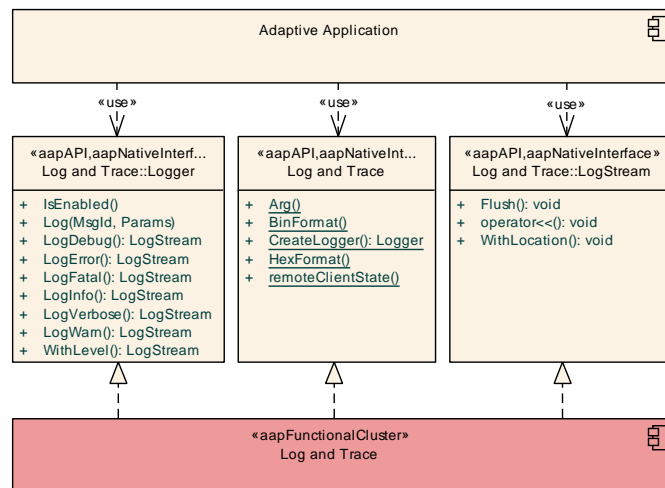 Adaptive Application
«use»
«use»
«use»
«aapAPI,aapNativeInterf...
Log and Trace::Logger
+ IsEnabled()
+ Log(MsgId, Params)
+ LogDebug(): LogStream
+ LogError(): LogStream
+ LogFatal(): LogStream
+ LogInfo(): LogStream
+ LogVerbose(): LogStream
+ LogWarn(): LogStream
+ WithLevel(): LogStream
«aapAPI,aapNativeInt...
Log and Trace
+ Arg()
+ BinFormat()
+ CreateLogger(): Logger
+ HexFormat()
+ remoteClientState()
«aapAPI,aapNativeInterface»
Log and Trace::LogStream
+ Flush(): void
+ operator<<(): void
+ WithLocation(): void
«aapFunctionalCluster»
Log and Trace